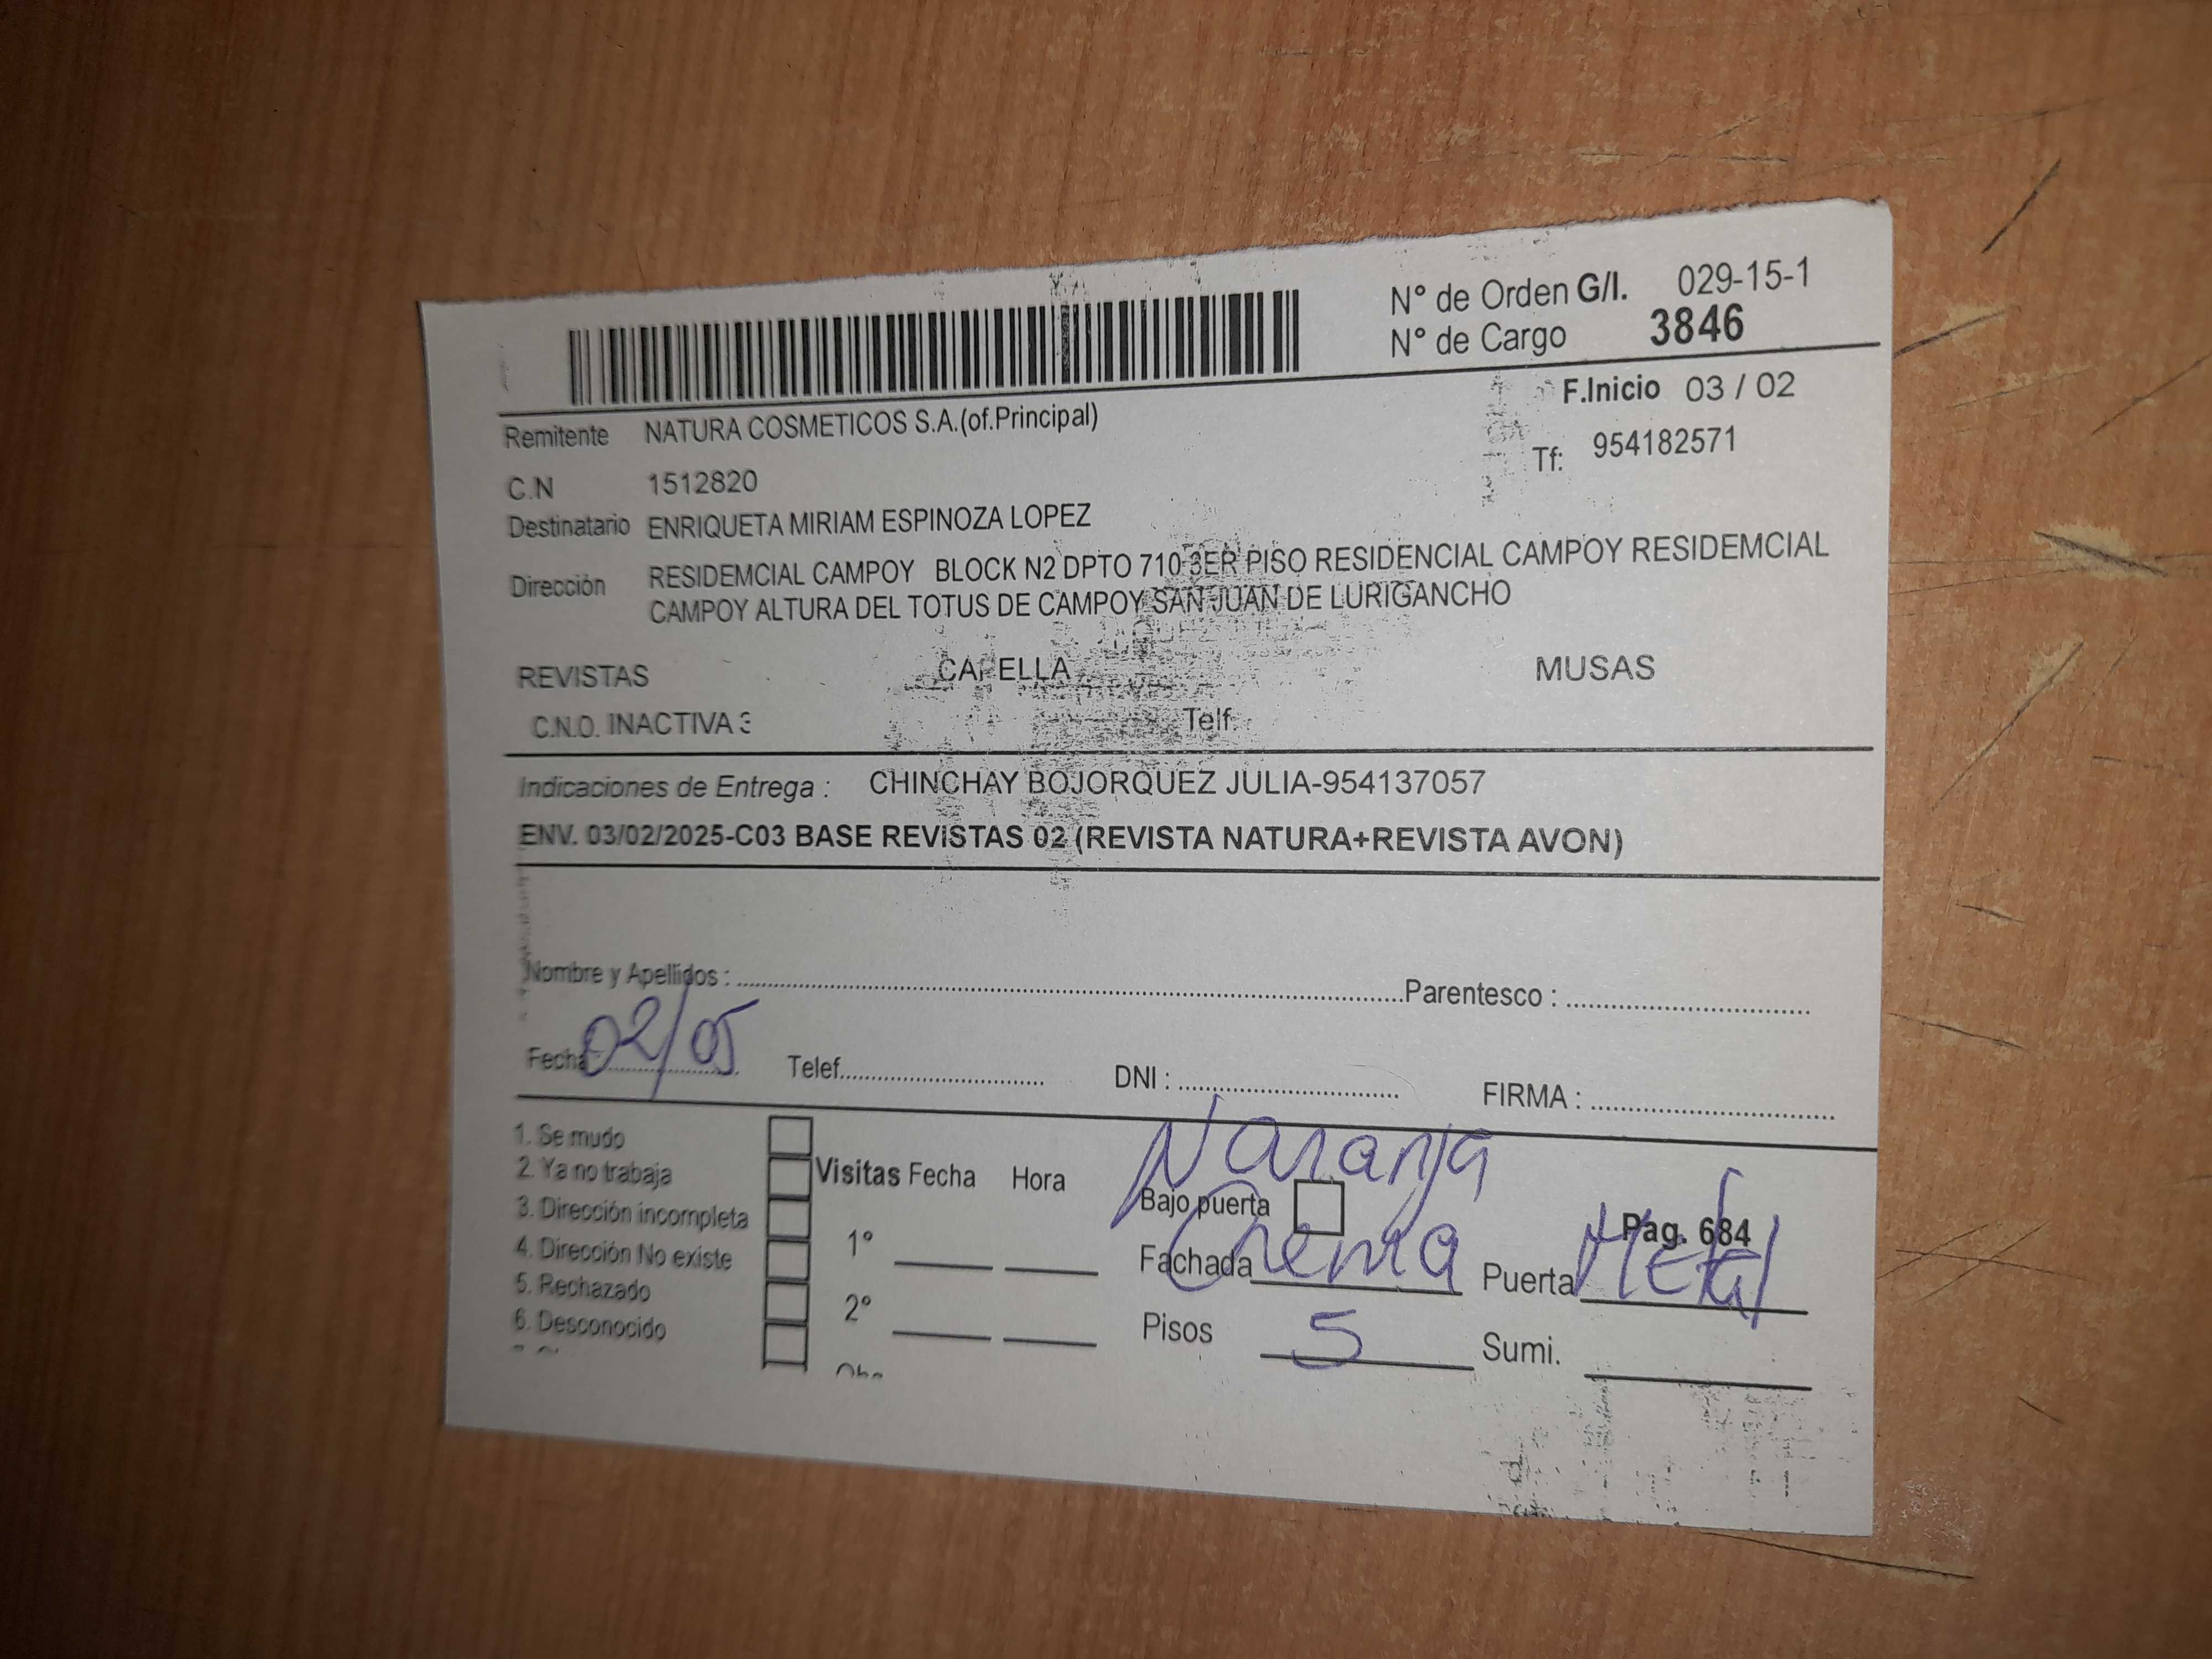 N° de Orden G/I. 029-15-1
N° de Cargo 3846
F.Inicio 03 / 02
Remitente NATURA COSMETICOS S.A.(of.Principal)
Tf: 954182571
C.N 1512820
Destinatario ENRIQUETA MIRIAM ESPINOZA LOPEZ
Dirección RESIDEMCIAL CAMPOY BLOCK N2 DPTO 710 3ER PISO RESIDENCIAL CAMPOY RESIDEMCIAL
CAMPOY ALTURA DEL TOTUS DE CAMPOY SAN JUAN DE LURIGANCHO
REVISTAS CAPELLA MUSAS
C.N.O. INACTIVA 3 Telf.
Indicaciones de Entrega : CHINCHAY BOJORQUEZ JULIA-954137057
ENV. 03/02/2025-C03 BASE REVISTAS 02 (REVISTA NATURA+REVISTA AVON)
Nombre y Apellidos : Parentesco :
Fecha 02/05 Telef. DNI : FIRMA :
1. Se mudo
2. Ya no trabaja
3. Dirección incompleta
4. Dirección No existe
5. Rechazado
6. Desconocido
Visitas Fecha Hora
1°
2°
Naranja
Bajo puerta
Pag. 684
Fachada Crema Puerta Metal
Pisos 5 Sumi.